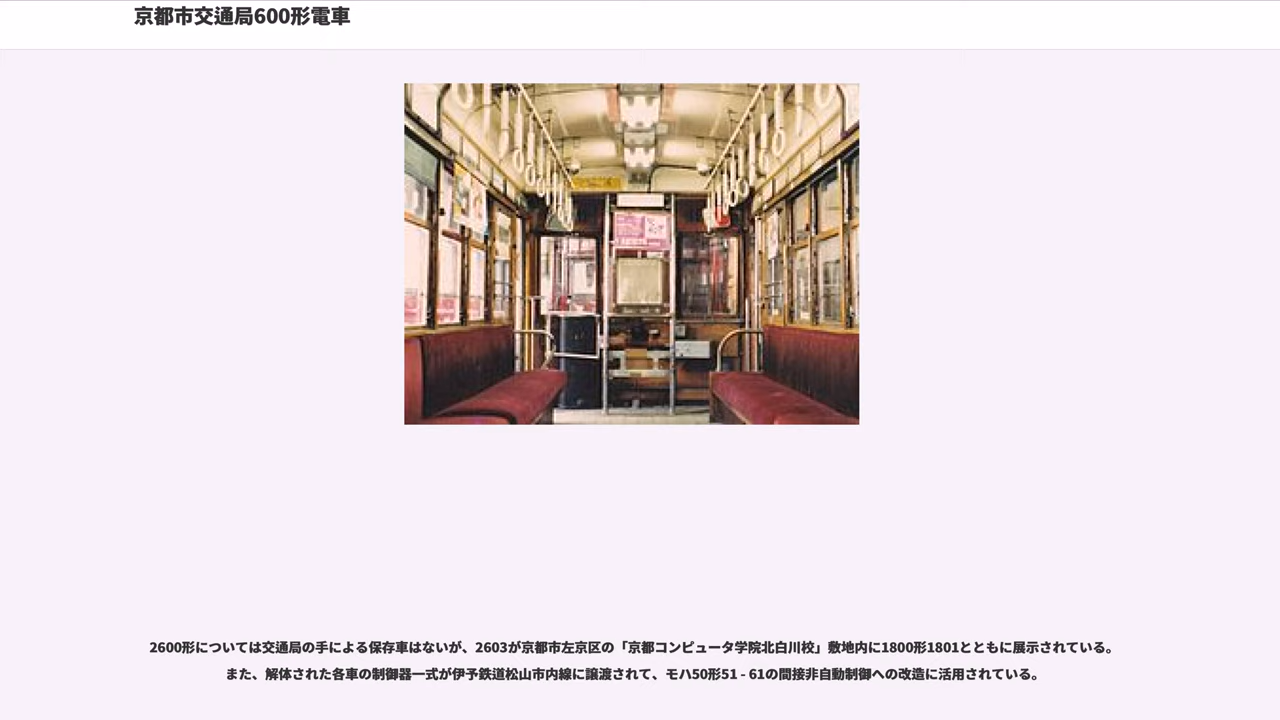 京都市交通局600形電車
2600形については交通局の手による保存車はないが、2603が京都市左京区の「京都コンピュータ学院北白川校」敷地内に1800形1801とともに展示されている。
また、解体された各車の制御器一式が伊予鉄道松山市内線に譲渡されて、モハ50形51 - 61の間接非自動制御への改造に活用されている。